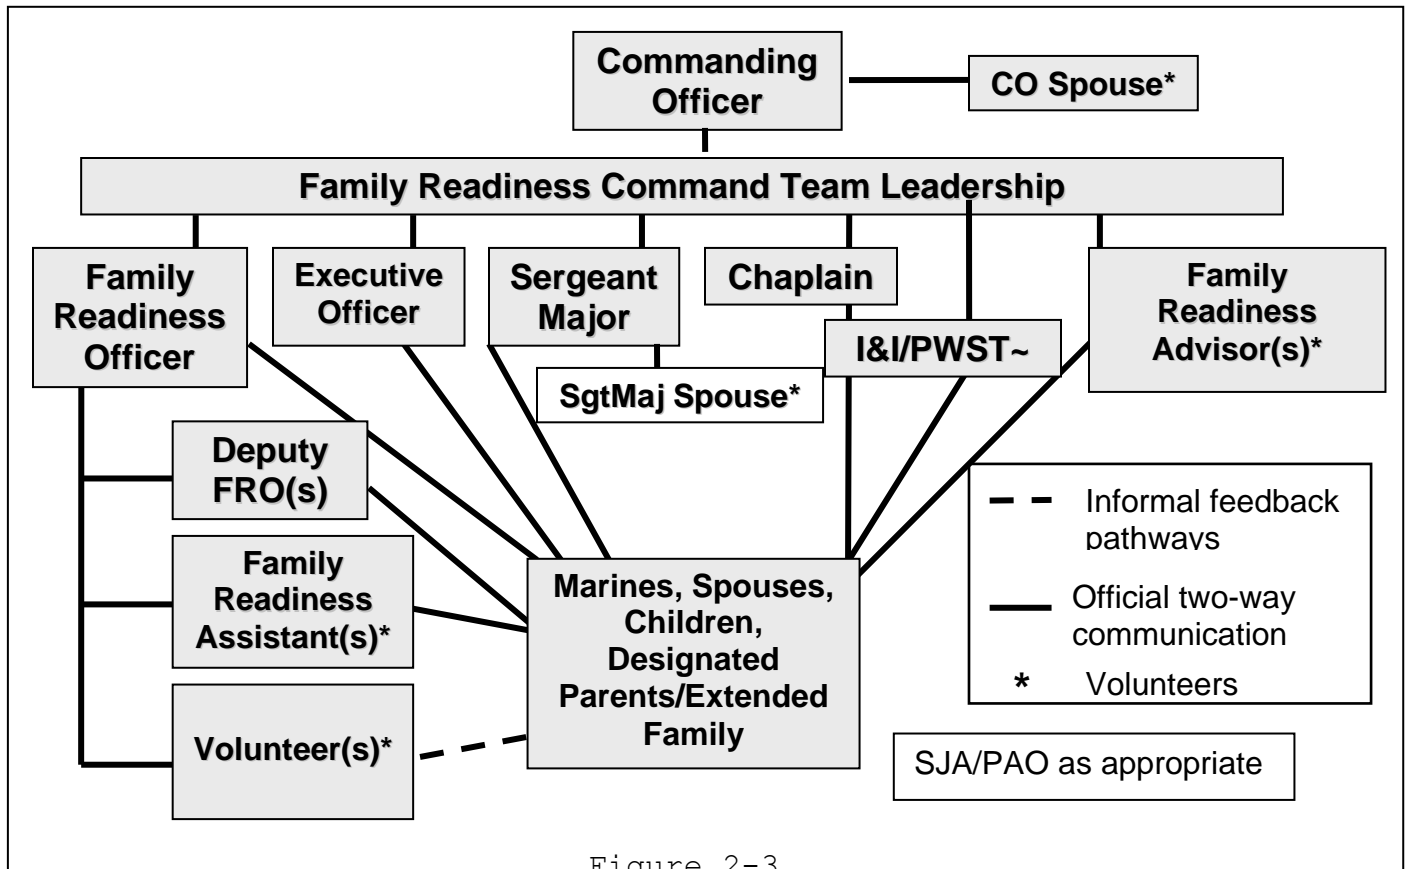 Commanding
Officer
CO Spouse*
Family Readiness Command Team Leadership
Family
Readiness
Officer
Executive
Officer
Sergeant
Major
Chaplain
Family
Readiness
Advisor(s)*
I&I/PWST~
SgtMaj Spouse*
Deputy
FRO(s)
Family
Readiness
Assistant(s)*
Volunteer(s)*
Marines, Spouses,
Children,
Designated
Parents/Extended
Family
Informal feedback
pathways
Official two-way
communication
* Volunteers
SJA/PAO as appropriate
Figure 2-3